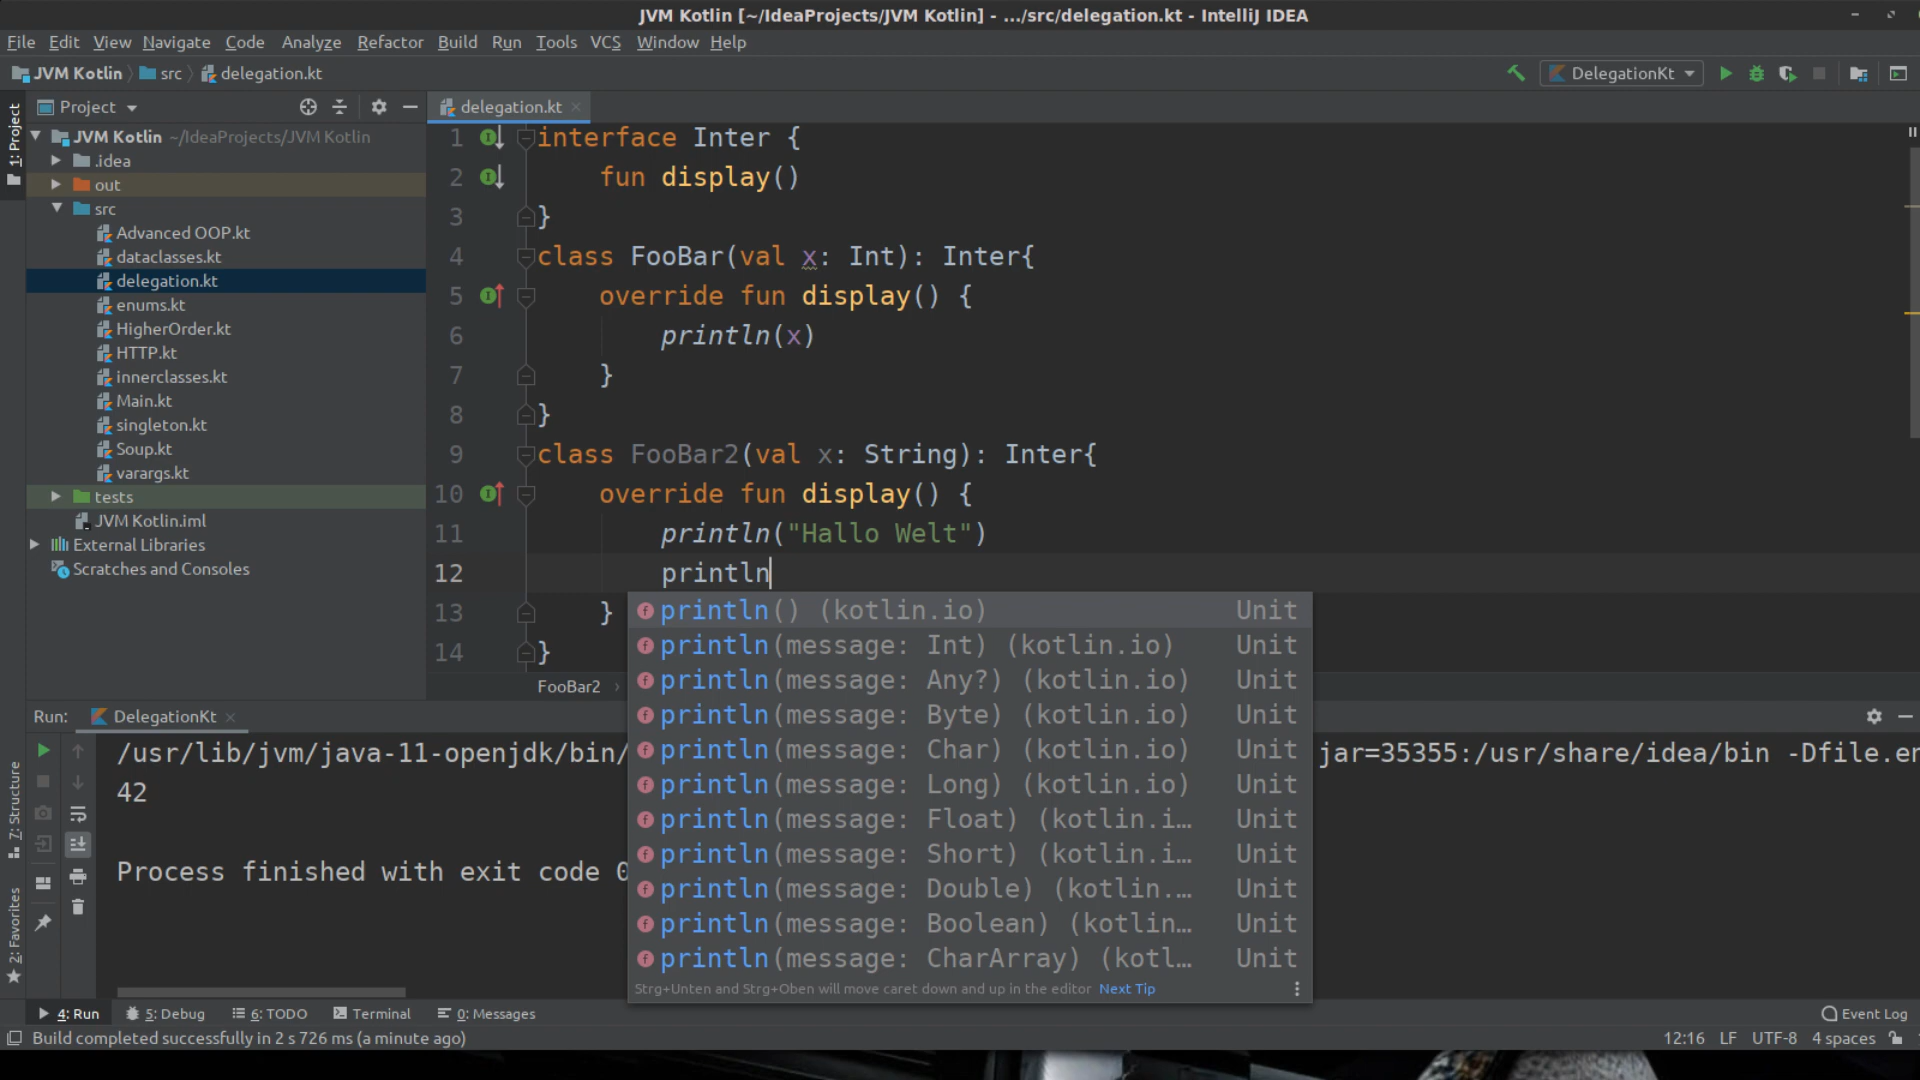 JVM Kotlin [~/IdeaProjects/JVM Kotlin] - .../src/delegation.kt - IntelliJ IDEA
File Edit View Navigate Code Analyze Refactor Build Run Tools VCS Window Help
JVM Kotlin src delegation.kt DelegationKt
Project delegation.kt
1: Project
JVM Kotlin ~/IdeaProjects/JVM Kotlin
.idea
out
src
Advanced OOP.kt
dataclasses.kt
delegation.kt
enums.kt
HigherOrder.kt
HTTP.kt
innerclasses.kt
Main.kt
singleton.kt
Soup.kt
varargs.kt
tests
JVM Kotlin.iml
External Libraries
Scratches and Consoles
1 interface Inter {
2 fun display()
3 }
4 class FooBar(val x: Int): Inter{
5 override fun display() {
6 println(x)
7 }
8 }
9 class FooBar2(val x: String): Inter{
10 override fun display() {
11 println("Hallo Welt")
12 println
13 }
14 }
FooBar2
println() (kotlin.io) Unit
println(message: Int) (kotlin.io) Unit
println(message: Any?) (kotlin.io) Unit
println(message: Byte) (kotlin.io) Unit
println(message: Char) (kotlin.io) Unit
println(message: Long) (kotlin.io) Unit
println(message: Float) (kotlin.i… Unit
println(message: Short) (kotlin.i… Unit
println(message: Double) (kotlin.… Unit
println(message: Boolean) (kotlin… Unit
println(message: CharArray) (kotl… Unit
Strg+Unten and Strg+Oben will move caret down and up in the editor Next Tip
Run: DelegationKt
/usr/lib/jvm/java-11-openjdk/bin/ jar=35355:/usr/share/idea/bin -Dfile.en
42
Process finished with exit code 0
7: Structure
2: Favorites
4: Run 5: Debug 6: TODO Terminal 0: Messages Event Log
Build completed successfully in 2 s 726 ms (a minute ago) 12:16 LF UTF-8 4 spaces